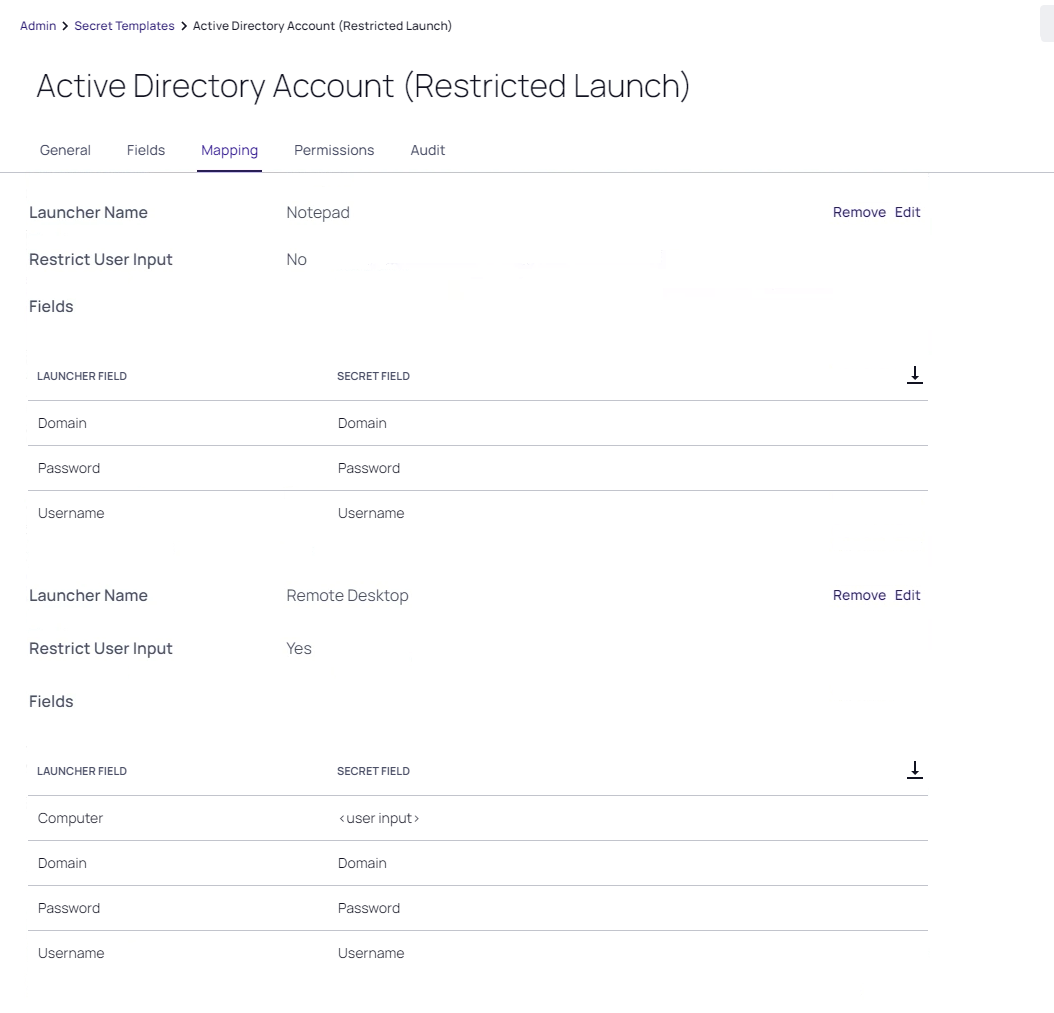 Admin > Secret Templates > Active Directory Account (Restricted Launch)
Active Directory Account (Restricted Launch)
General Fields Mapping Permissions Audit
Launcher Name Notepad Remove Edit
Restrict User Input No
Fields
LAUNCHER FIELD SECRET FIELD
Domain Domain
Password Password
Username Username
Launcher Name Remote Desktop Remove Edit
Restrict User Input Yes
Fields
LAUNCHER FIELD SECRET FIELD
Computer <user input>
Domain Domain
Password Password
Username Username